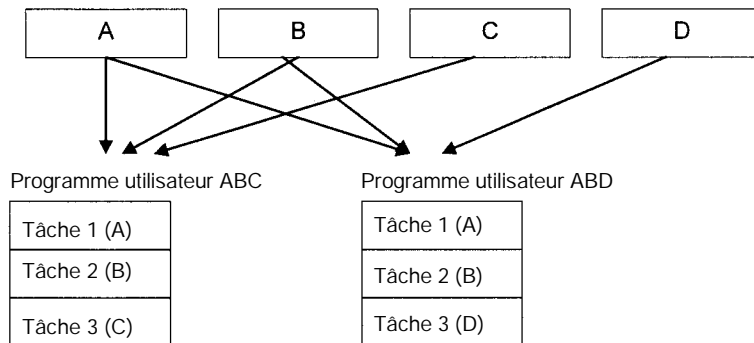 A B C D
Programme utilisateur ABC Programme utilisateur ABD
Tâche 1 (A) Tâche 1 (A)
Tâche 2 (B) Tâche 2 (B)
Tâche 3 (C) Tâche 3 (D)